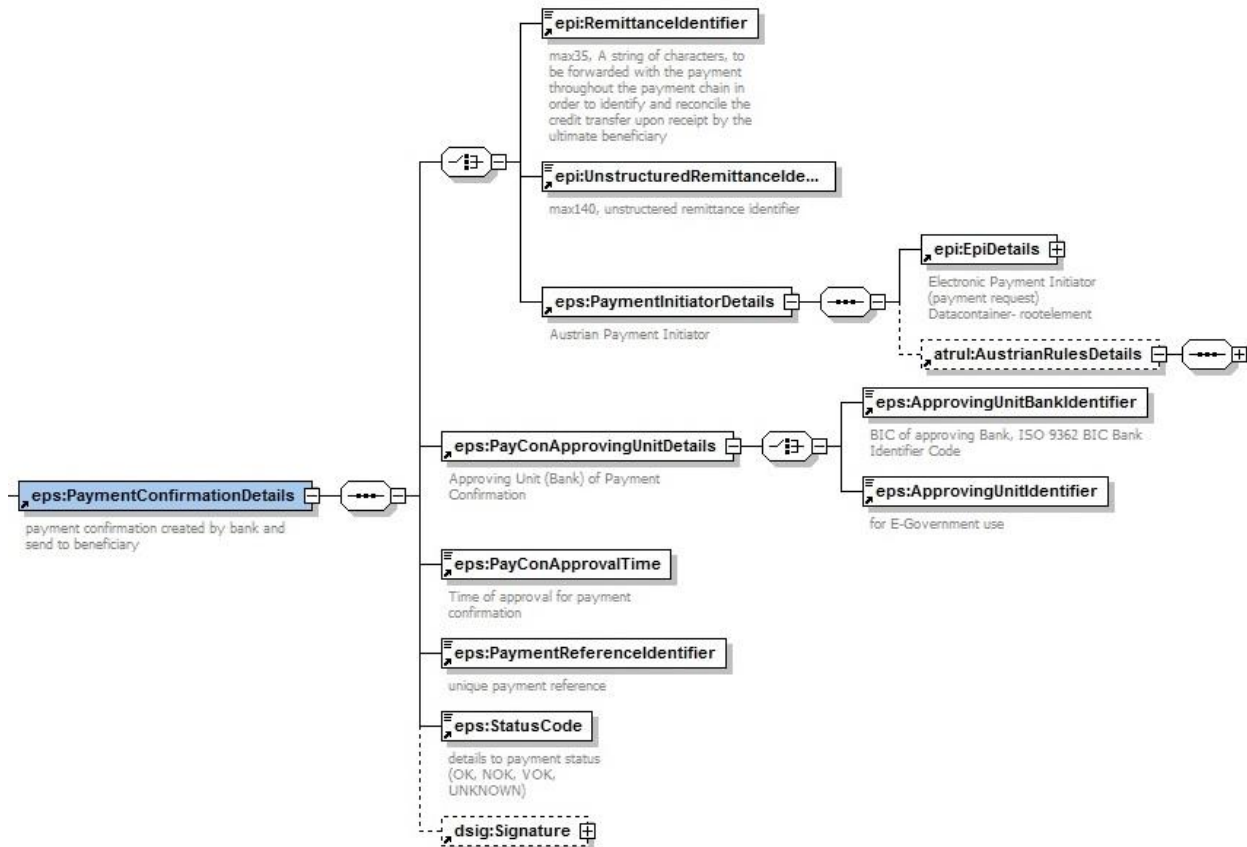 epi:RemittanceIdentifier
max35, A string of characters, to
be forwarded with the payment
throughout the payment chain in
order to identify and reconcile the
credit transfer upon receipt by the
ultimate beneficiary
epi:UnstructuredRemittanceIde...
max140, unstructered remittance identifier
epi:EpiDetails
Electronic Payment Initiator
(payment request)
Datacontainer- rootelement
eps:PaymentInitiatorDetails
Austrian Payment Initiator
atrul:AustrianRulesDetails
eps:ApprovingUnitBankIdentifier
BIC of approving Bank, ISO 9362 BIC Bank
Identifier Code
eps:PayConApprovingUnitDetails
Approving Unit (Bank) of Payment
Confirmation
eps:ApprovingUnitIdentifier
for E-Government use
eps:PaymentConfirmationDetails
payment confirmation created by bank and
send to beneficiary
eps:PayConApprovalTime
Time of approval for payment
confirmation
eps:PaymentReferenceIdentifier
unique payment reference
eps:StatusCode
details to payment status
(OK, NOK, VOK,
UNKNOWN)
dsig:Signature